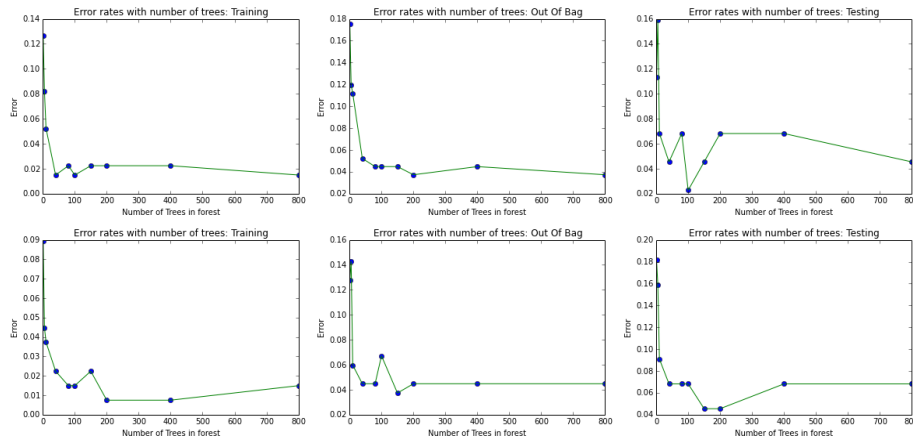 Error rates with number of trees: Training
0.14
0.12
0.10
0.08
0.06
0.04
0.02
0.00
Error
0 100 200 300 400 500 600 700 800
Number of Trees in forest
Error rates with number of trees: Out Of Bag
0.18
0.16
0.14
0.12
0.10
0.08
0.06
0.04
0.02
Error
0 100 200 300 400 500 600 700 800
Number of Trees in forest
Error rates with number of trees: Testing
0.16
0.14
0.12
0.10
0.08
0.06
0.04
0.02
Error
0 100 200 300 400 500 600 700 800
Number of Trees in forest
Error rates with number of trees: Training
0.09
0.08
0.07
0.06
0.05
0.04
0.03
0.02
0.01
0.00
Error
0 100 200 300 400 500 600 700 800
Number of Trees in forest
Error rates with number of trees: Out Of Bag
0.16
0.14
0.12
0.10
0.08
0.06
0.04
0.02
Error
0 100 200 300 400 500 600 700 800
Number of Trees in forest
Error rates with number of trees: Testing
0.20
0.18
0.16
0.14
0.12
0.10
0.08
0.06
0.04
Error
0 100 200 300 400 500 600 700 800
Number of Trees in forest